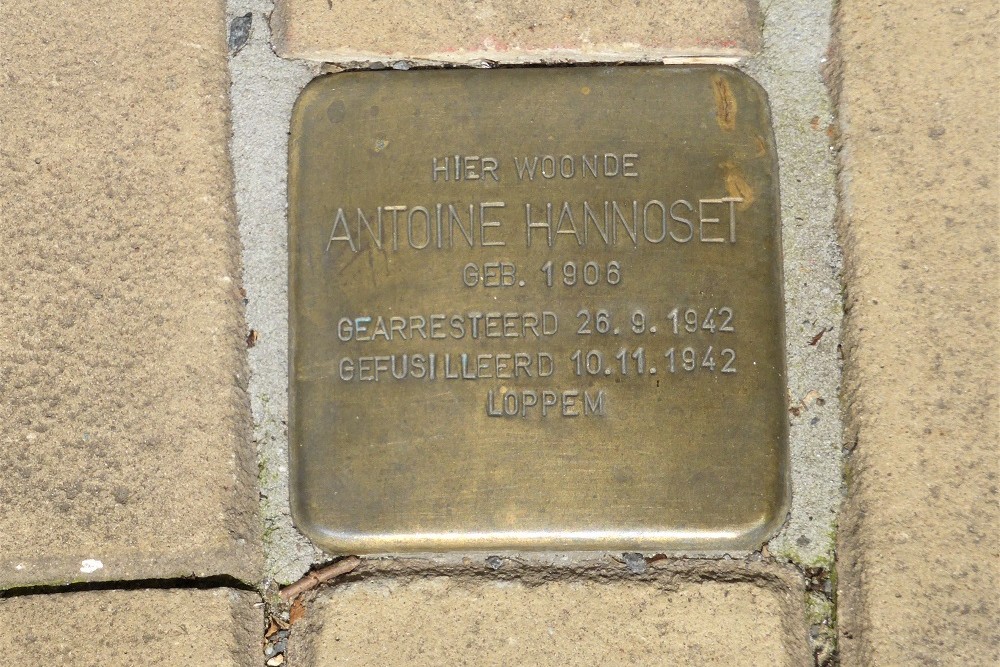 HIER WOONDE
ANTOINE HANNOSET
GEB. 1906
GEARRESTEERD 26.9.1942
GEFUSILLEERD 10.11.1942
LOPPEM